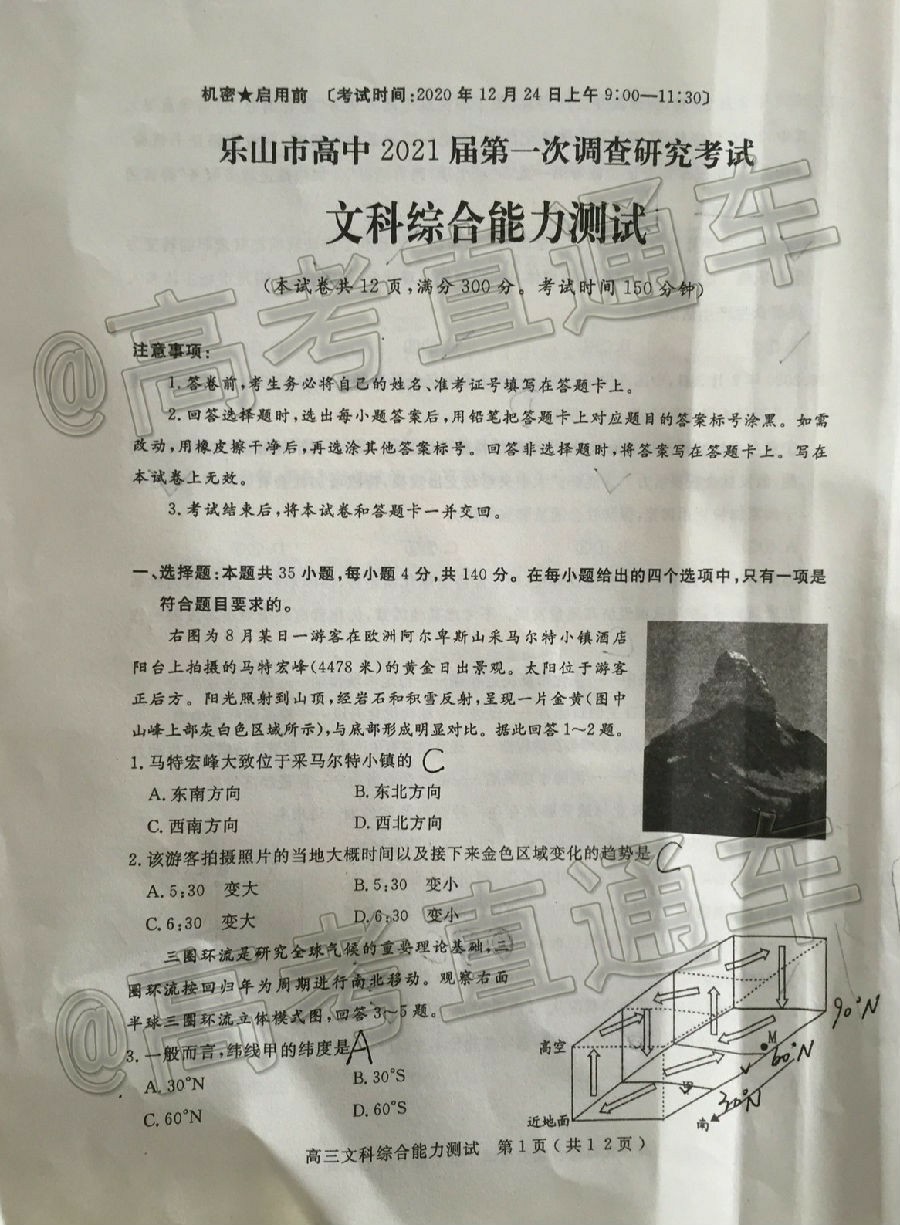 机密★启用前 〔考试时间:2020年12月24日上午9:00—11:30〕
乐山市高中2021届第一次调查研究考试
文科综合能力测试
(本试卷共12页,满分300分。考试时间150分钟)
@高考直通车
注意事项:
1.答卷前,考生务必将自己的姓名、准考证号填写在答题卡上。
2.回答选择题时,选出每小题答案后,用铅笔把答题卡上对应题目的答案标号涂黑。如需
改动,用橡皮擦干净后,再选涂其他答案标号。回答非选择题时,将答案写在答题卡上。写在
本试卷上无效。
3.考试结束后,将本试卷和答题卡一并交回。
一、选择题:本题共35小题,每小题4分,共140分。在每小题给出的四个选项中,只有一项是
符合题目要求的。
右图为8月某日一游客在欧洲阿尔卑斯山采马尔特小镇酒店
阳台上拍摄的马特宏峰(4478米)的黄金日出景观。太阳位于游客
正后方。阳光照射到山顶,经岩石和积雪反射,呈现一片金黄(图中
山峰上部灰白色区域所示),与底部形成明显对比。据此回答1~2题。
1.马特宏峰大致位于采马尔特小镇的 C
A.东南方向 B.东北方向
C.西南方向 D.西北方向
2.该游客拍摄照片的当地大概时间以及接下来金色区域变化的趋势是 C
A.5:30 变大 B.5:30 变小
C.6:30 变大 D.6:30 变小
@高考直通车
三圈环流是研究全球气候的重要理论基础,三
圈环流按回归年为周期进行南北移动。观察右面
半球三圈环流立体模式图,回答3~5题。
3.一般而言,纬线甲的纬度是 A
A.30°N B.30°S
C.60°N D.60°S
高空
近地面
甲
M
南
90°N
60°N
30°N
高三文科综合能力测试 第1页(共12页)